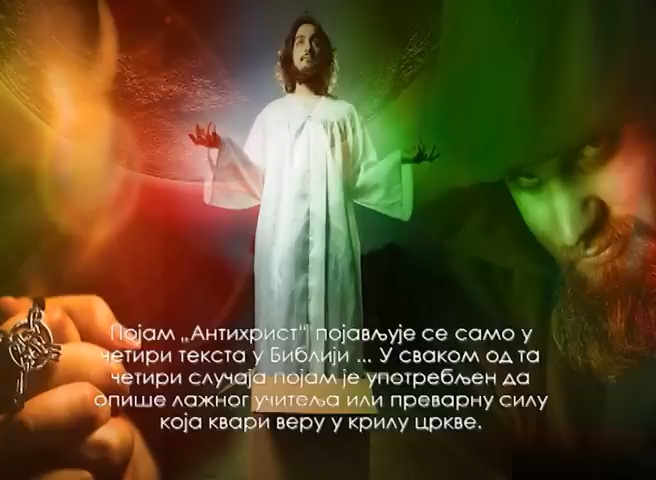 Појам „Антихрист“ појављује се само у
четири текста у Библији ... У сваком од та
четири случаја појам је употребљен да
опише лажног учитеља или преварну силу
која квари веру у крилу цркве.